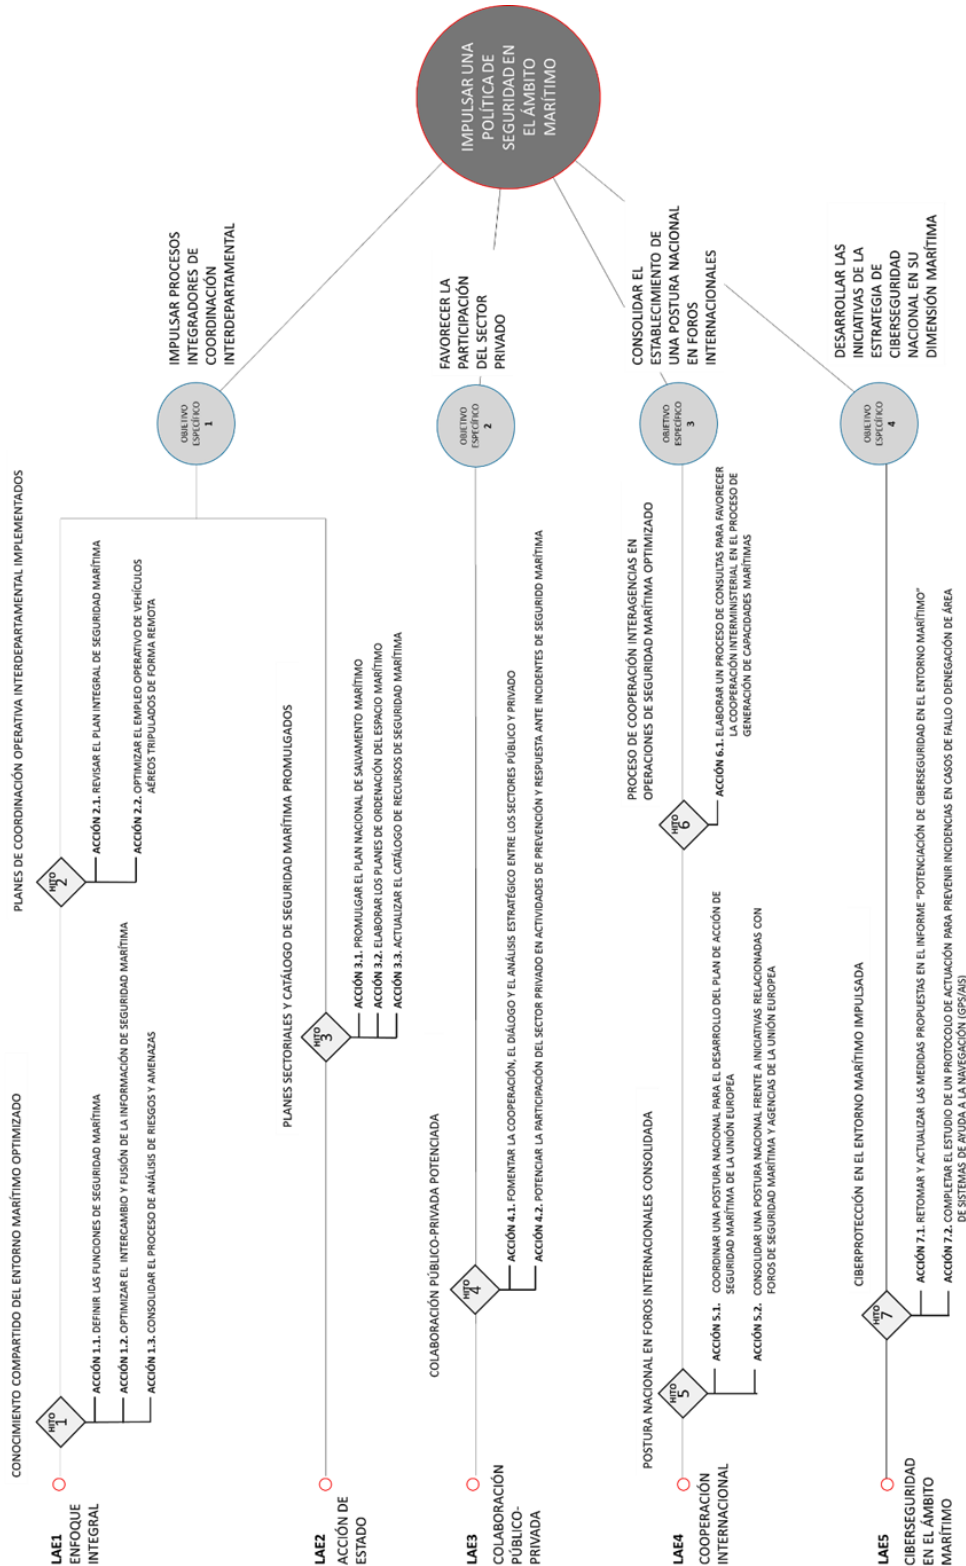 LAE1
ENFOQUE
INTEGRAL
CONOCIMIENTO COMPARTIDO DEL ENTORNO MARÍTIMO OPTIMIZADO
HITO
1
ACCIÓN 1.1. DEFINIR LAS FUNCIONES DE SEGURIDAD MARÍTIMA
ACCIÓN 1.2. OPTIMIZAR EL INTERCAMBIO Y FUSIÓN DE LA INFORMACIÓN DE SEGURIDAD MARÍTIMA
ACCIÓN 1.3. CONSOLIDAR EL PROCESO DE ANÁLISIS DE RIESGOS Y AMENAZAS
PLANES DE COORDINACIÓN OPERATIVA INTERDEPARTAMENTAL IMPLEMENTADOS
HITO
2
ACCIÓN 2.1. REVISAR EL PLAN INTEGRAL DE SEGURIDAD MARÍTIMA
ACCIÓN 2.2. OPTIMIZAR EL EMPLEO OPERATIVO DE VEHÍCULOS
AÉREOS TRIPULADOS DE FORMA REMOTA
LAE2
ACCIÓN DE
ESTADO
PLANES SECTORIALES Y CATÁLOGO DE SEGURIDAD MARÍTIMA PROMULGADOS
HITO
3
ACCIÓN 3.1. PROMULGAR EL PLAN NACIONAL DE SALVAMENTO MARÍTIMO
ACCIÓN 3.2. ELABORAR LOS PLANES DE ORDENACIÓN DEL ESPACIO MARÍTIMO
ACCIÓN 3.3. ACTUALIZAR EL CATÁLOGO DE RECURSOS DE SEGURIDAD MARÍTIMA
OBJETIVO
ESPECÍFICO
1
IMPULSAR PROCESOS
INTEGRADORES DE
COORDINACIÓN
INTERDEPARTAMENTAL
LAE3
COLABORACIÓN
PÚBLICO-
PRIVADA
COLABORACIÓN PÚBLICO-PRIVADA POTENCIADA
HITO
4
ACCIÓN 4.1. FOMENTAR LA COOPERACIÓN, EL DIÁLOGO Y EL ANÁLISIS ESTRATÉGICO ENTRE LOS SECTORES PÚBLICO Y PRIVADO
ACCIÓN 4.2. POTENCIAR LA PARTICIPACIÓN DEL SECTOR PRIVADO EN ACTIVIDADES DE PREVENCIÓN Y RESPUESTA ANTE INCIDENTES DE SEGURIDD MARÍTIMA
OBJETIVO
ESPECÍFICO
2
FAVORECER LA
PARTICIPACIÓN
DEL SECTOR
PRIVADO
LAE4
COOPERACIÓN
INTERNACIONAL
POSTURA NACIONAL EN FOROS INTERNACIONALES CONSOLIDADA
HITO
5
ACCIÓN 5.1. COORDINAR UNA POSTURA NACIONAL PARA EL DESARROLLO DEL PLAN DE ACCIÓN DE
SEGURIDAD MARÍTIMA DE LA UNIÓN EUROPEA
ACCIÓN 5.2. CONSOLIDAR UNA POSTURA NACIONAL FRENTE A INICIATIVAS RELACIONADAS CON
FOROS DE SEGURIDAD MARÍTIMA Y AGENCIAS DE LA UNIÓN EUROPEA
PROCESO DE COOPERACIÓN INTERAGENCIAS EN
OPERACIONES DE SEGURIDAD MARÍTIMA OPTIMIZADO
HITO
6
ACCIÓN 6.1. ELABORAR UN PROCESO DE CONSULTAS PARA FAVORECER
LA COOPERACIÓN INTERMINISTERIAL EN EL PROCESO DE
GENERACIÓN DE CAPACIDADES MARÍTIMAS
OBJETIVO
ESPECÍFICO
3
CONSOLIDAR EL
ESTABLECIMIENTO DE
UNA POSTURA NACIONAL
EN FOROS
INTERNACIONALES
LAE5
CIBERSEGURIDAD
EN EL ÁMBITO
MARÍTIMO
CIBERPROTECCIÓN EN EL ENTORNO MARÍTIMO IMPULSADA
HITO
7
ACCIÓN 7.1. RETOMAR Y ACTUALIZAR LAS MEDIDAS PROPUESTAS EN EL INFORME "POTENCIACIÓN DE CIBERSEGURIDAD EN EL ENTORNO MARÍTIMO"
ACCIÓN 7.2. COMPLETAR EL ESTUDIO DE UN PROTOCOLO DE ACTUACIÓN PARA PREVENIR INCIDENCIAS EN CASOS DE FALLO O DENEGACIÓN DE ÁREA
DE SISTEMAS DE AYUDA A LA NAVEGACIÓN (GPS/AIS)
OBJETIVO
ESPECÍFICO
4
DESARROLLAR LAS
INICIATIVAS DE LA
ESTRATEGIA DE
CIBERSEGURIDAD
NACIONAL EN SU
DIMENSIÓN MARÍTIMA
IMPULSAR UNA
POLÍTICA DE
SEGURIDAD EN
EL ÁMBITO
MARÍTIMO